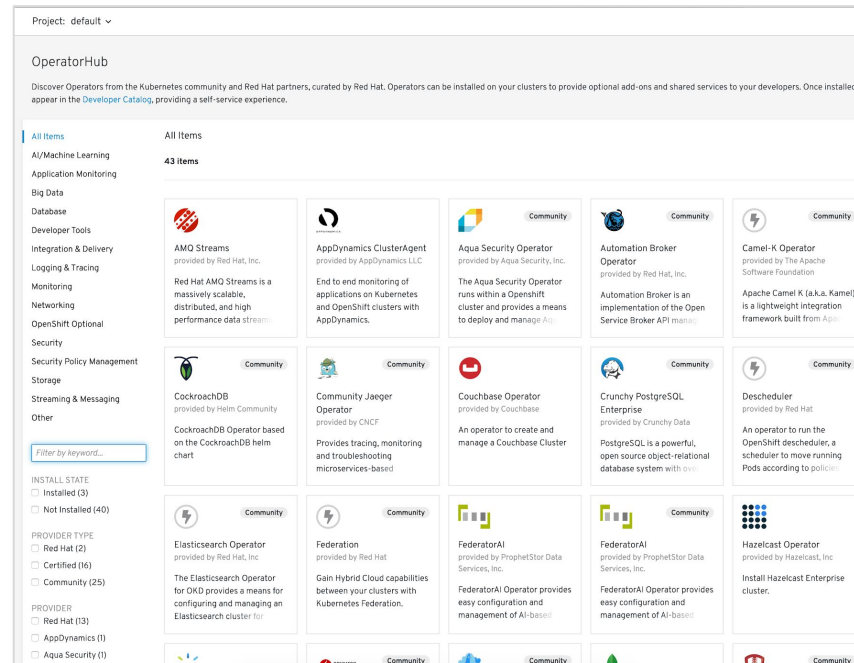 Project: default
OperatorHub
Discover Operators from the Kubernetes community and Red Hat partners, curated by Red Hat. Operators can be installed on your clusters to provide optional add-ons and shared services to your developers. Once installed
appear in the Developer Catalog, providing a self-service experience.
All Items
AI/Machine Learning
Application Monitoring
Big Data
Database
Developer Tools
Integration & Delivery
Logging & Tracing
Monitoring
Networking
OpenShift Optional
Security
Security Policy Management
Storage
Streaming & Messaging
Other
Filter by keyword...
INSTALL STATE
Installed (3)
Not Installed (40)
PROVIDER TYPE
Red Hat (2)
Certified (16)
Community (25)
PROVIDER
Red Hat (13)
AppDynamics (1)
Aqua Security (1)
All Items
43 items
AMQ Streams
provided by Red Hat, Inc.
Red Hat AMQ Streams is a
massively scalable,
distributed, and high
performance data stream
AppDynamics ClusterAgent
provided by AppDynamics LLC
End to end monitoring of
applications on Kubernetes
and OpenShift clusters with
AppDynamics.
Community
Aqua Security Operator
provided by Aqua Security, Inc.
The Aqua Security Operator
runs within a Openshift
cluster and provides a means
to deploy and manage Aq
Community
Automation Broker
Operator
provided by Red Hat, Inc.
Automation Broker is an
implementation of the Open
Service Broker API manag
Community
Camel-K Operator
provided by The Apache
Software Foundation
Apache Camel K (a.k.a. Kamel)
is a lightweight integration
framework built from Apa
Community
CockroachDB
provided by Helm Community
CockroachDB Operator based
on the CockroachDB helm
chart
Community
Community Jaeger
Operator
provided by CNCF
Provides tracing, monitoring
and troubleshooting
microservices-based
Couchbase Operator
provided by Couchbase
An operator to create and
manage a Couchbase Cluster
Community
Crunchy PostgreSQL
Enterprise
provided by Crunchy Data
PostgreSQL is a powerful,
open source object-relational
database system with ove
Community
Descheduler
provided by Red Hat
An operator to run the
OpenShift descheduler, a
scheduler to move running
Pods according to policies
Community
Elasticsearch Operator
provided by Red Hat, Inc
The Elasticsearch Operator
for OKD provides a means for
configuring and managing an
Elasticsearch cluster for
Community
Federation
provided by Red Hat
Gain Hybrid Cloud capabilities
between your clusters with
Kubernetes Federation.
FederatorAI
provided by ProphetStor Data
Services, Inc.
FederatorAI Operator provides
easy configuration and
management of AI-based
FederatorAI
provided by ProphetStor Data
Services, Inc.
FederatorAI Operator provides
easy configuration and
management of AI-based
Hazelcast Operator
provided by Hazelcast, Inc
Install Hazelcast Enterprise
cluster.
Community
Community
Community